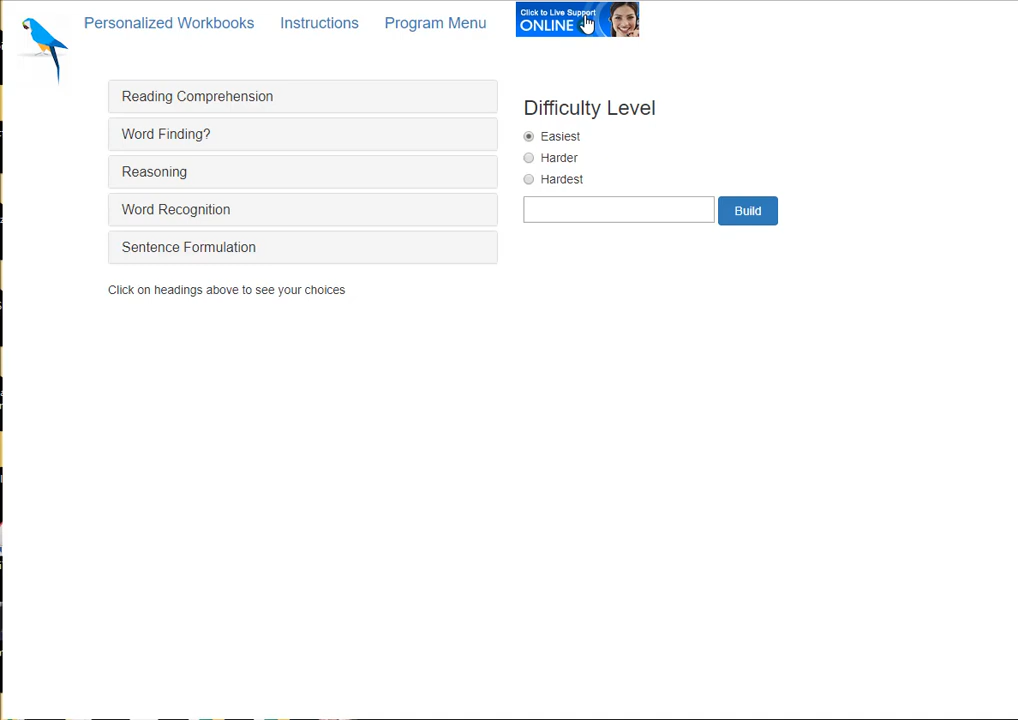 Personalized Workbooks Instructions Program Menu
Click to Live Support
ONLINE
Reading Comprehension
Word Finding?
Reasoning
Word Recognition
Sentence Formulation
Click on headings above to see your choices
Difficulty Level
Easiest
Harder
Hardest
Build